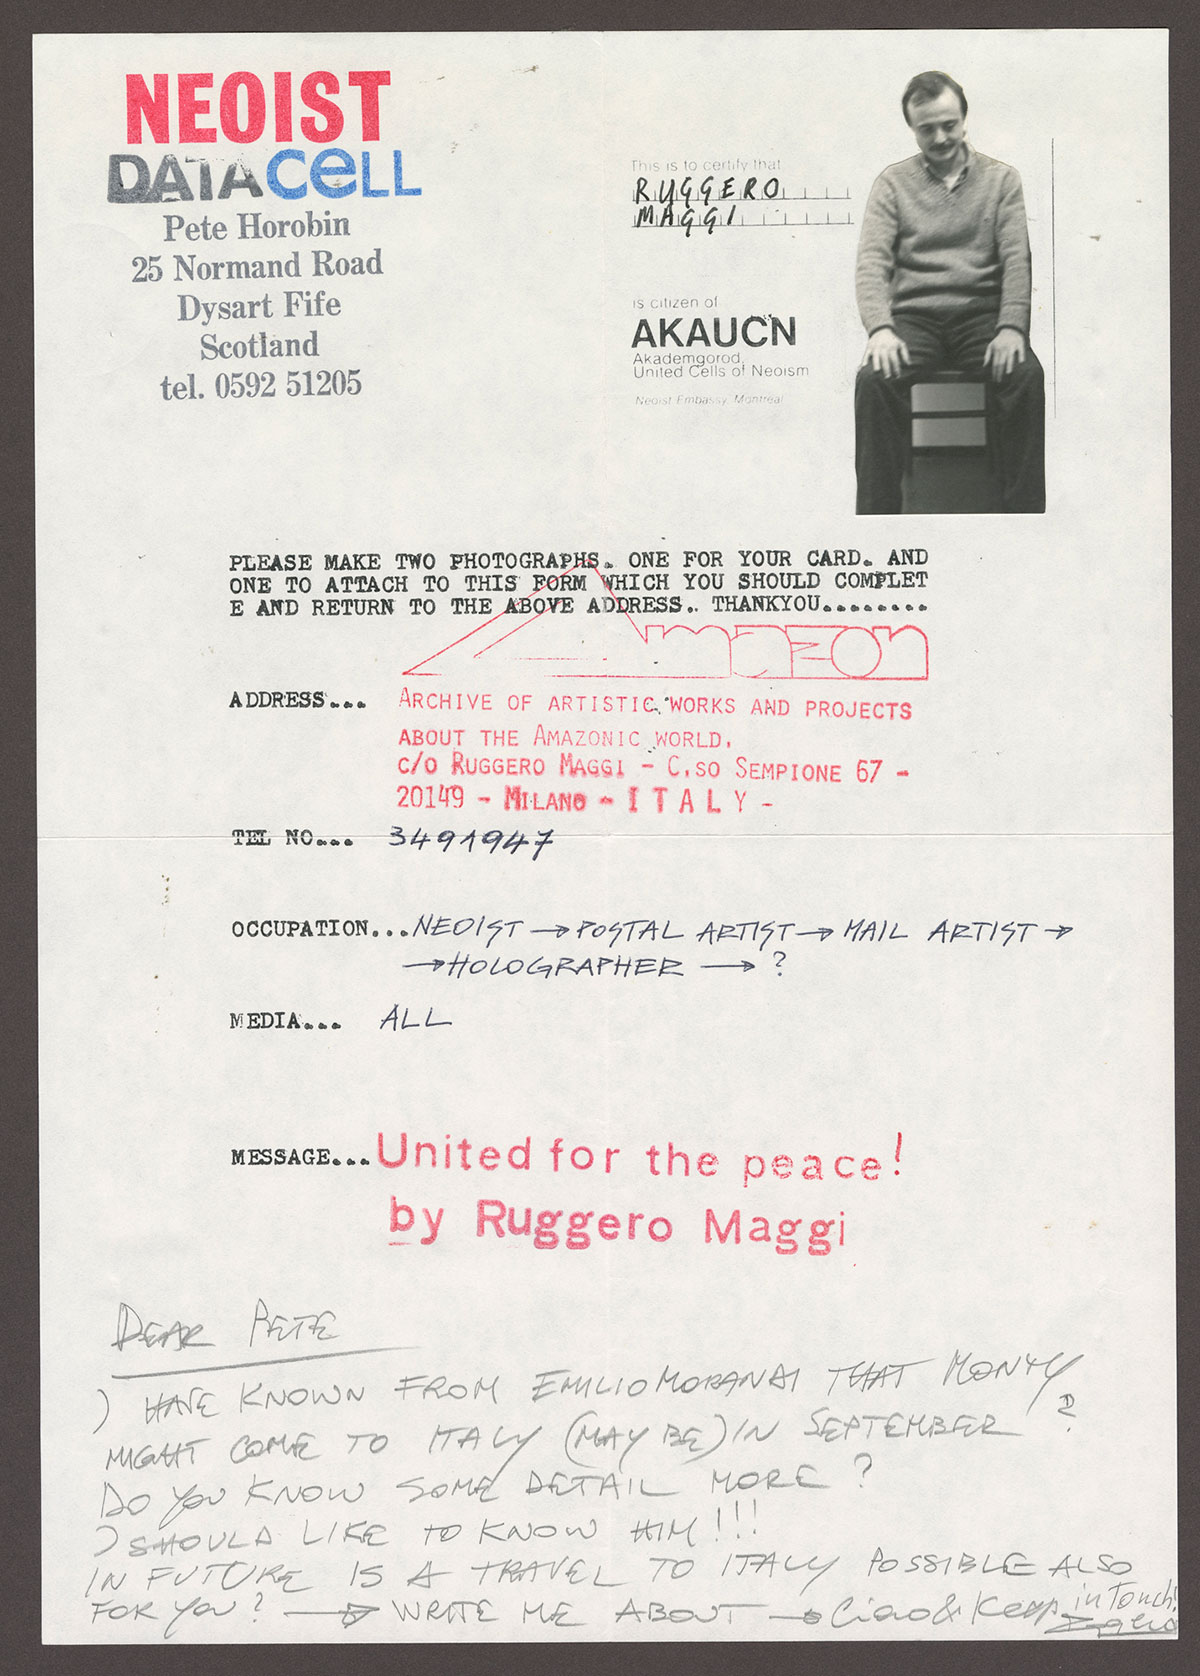 NEOIST
DATACELL
Pete Horobin
25 Normand Road
Dysart Fife
Scotland
tel. 0592 51205
This is to certify that
RUGGERO
MAGGI
is citizen of
AKAUCN
Akademgorod,
United Cells of Neoism
Neoist Embassy, Montreal
PLEASE MAKE TWO PHOTOGRAPHS. ONE FOR YOUR CARD. AND
ONE TO ATTACH TO THIS FORM WHICH YOU SHOULD COMPLET
E AND RETURN TO THE ABOVE ADDRESS.. THANKYOU........
Amazon
ADDRESS... ARCHIVE OF ARTISTIC WORKS AND PROJECTS
ABOUT THE AMAZONIC WORLD.
c/o RUGGERO MAGGI - C.SO SEMPIONE 67 -
20149 - MILANO - ITALY -
TEL NO... 3491947
OCCUPATION... NEOIST → POSTAL ARTIST → MAIL ARTIST →
→ HOLOGRAPHER → ?
MEDIA... ALL
MESSAGE... United for the peace!
by Ruggero Maggi
DEAR PETE
I HAVE KNOWN FROM EMILIO MORANDI THAT MONTY
MIGHT COME TO ITALY (MAY BE) IN SEPTEMBER ?
DO YOU KNOW SOME DETAIL MORE ?
I SHOULD LIKE TO KNOW HIM!!!
IN FUTURE IS A TRAVEL TO ITALY POSSIBLE ALSO
FOR YOU? → WRITE ME ABOUT → Ciao & Keep in Touch!